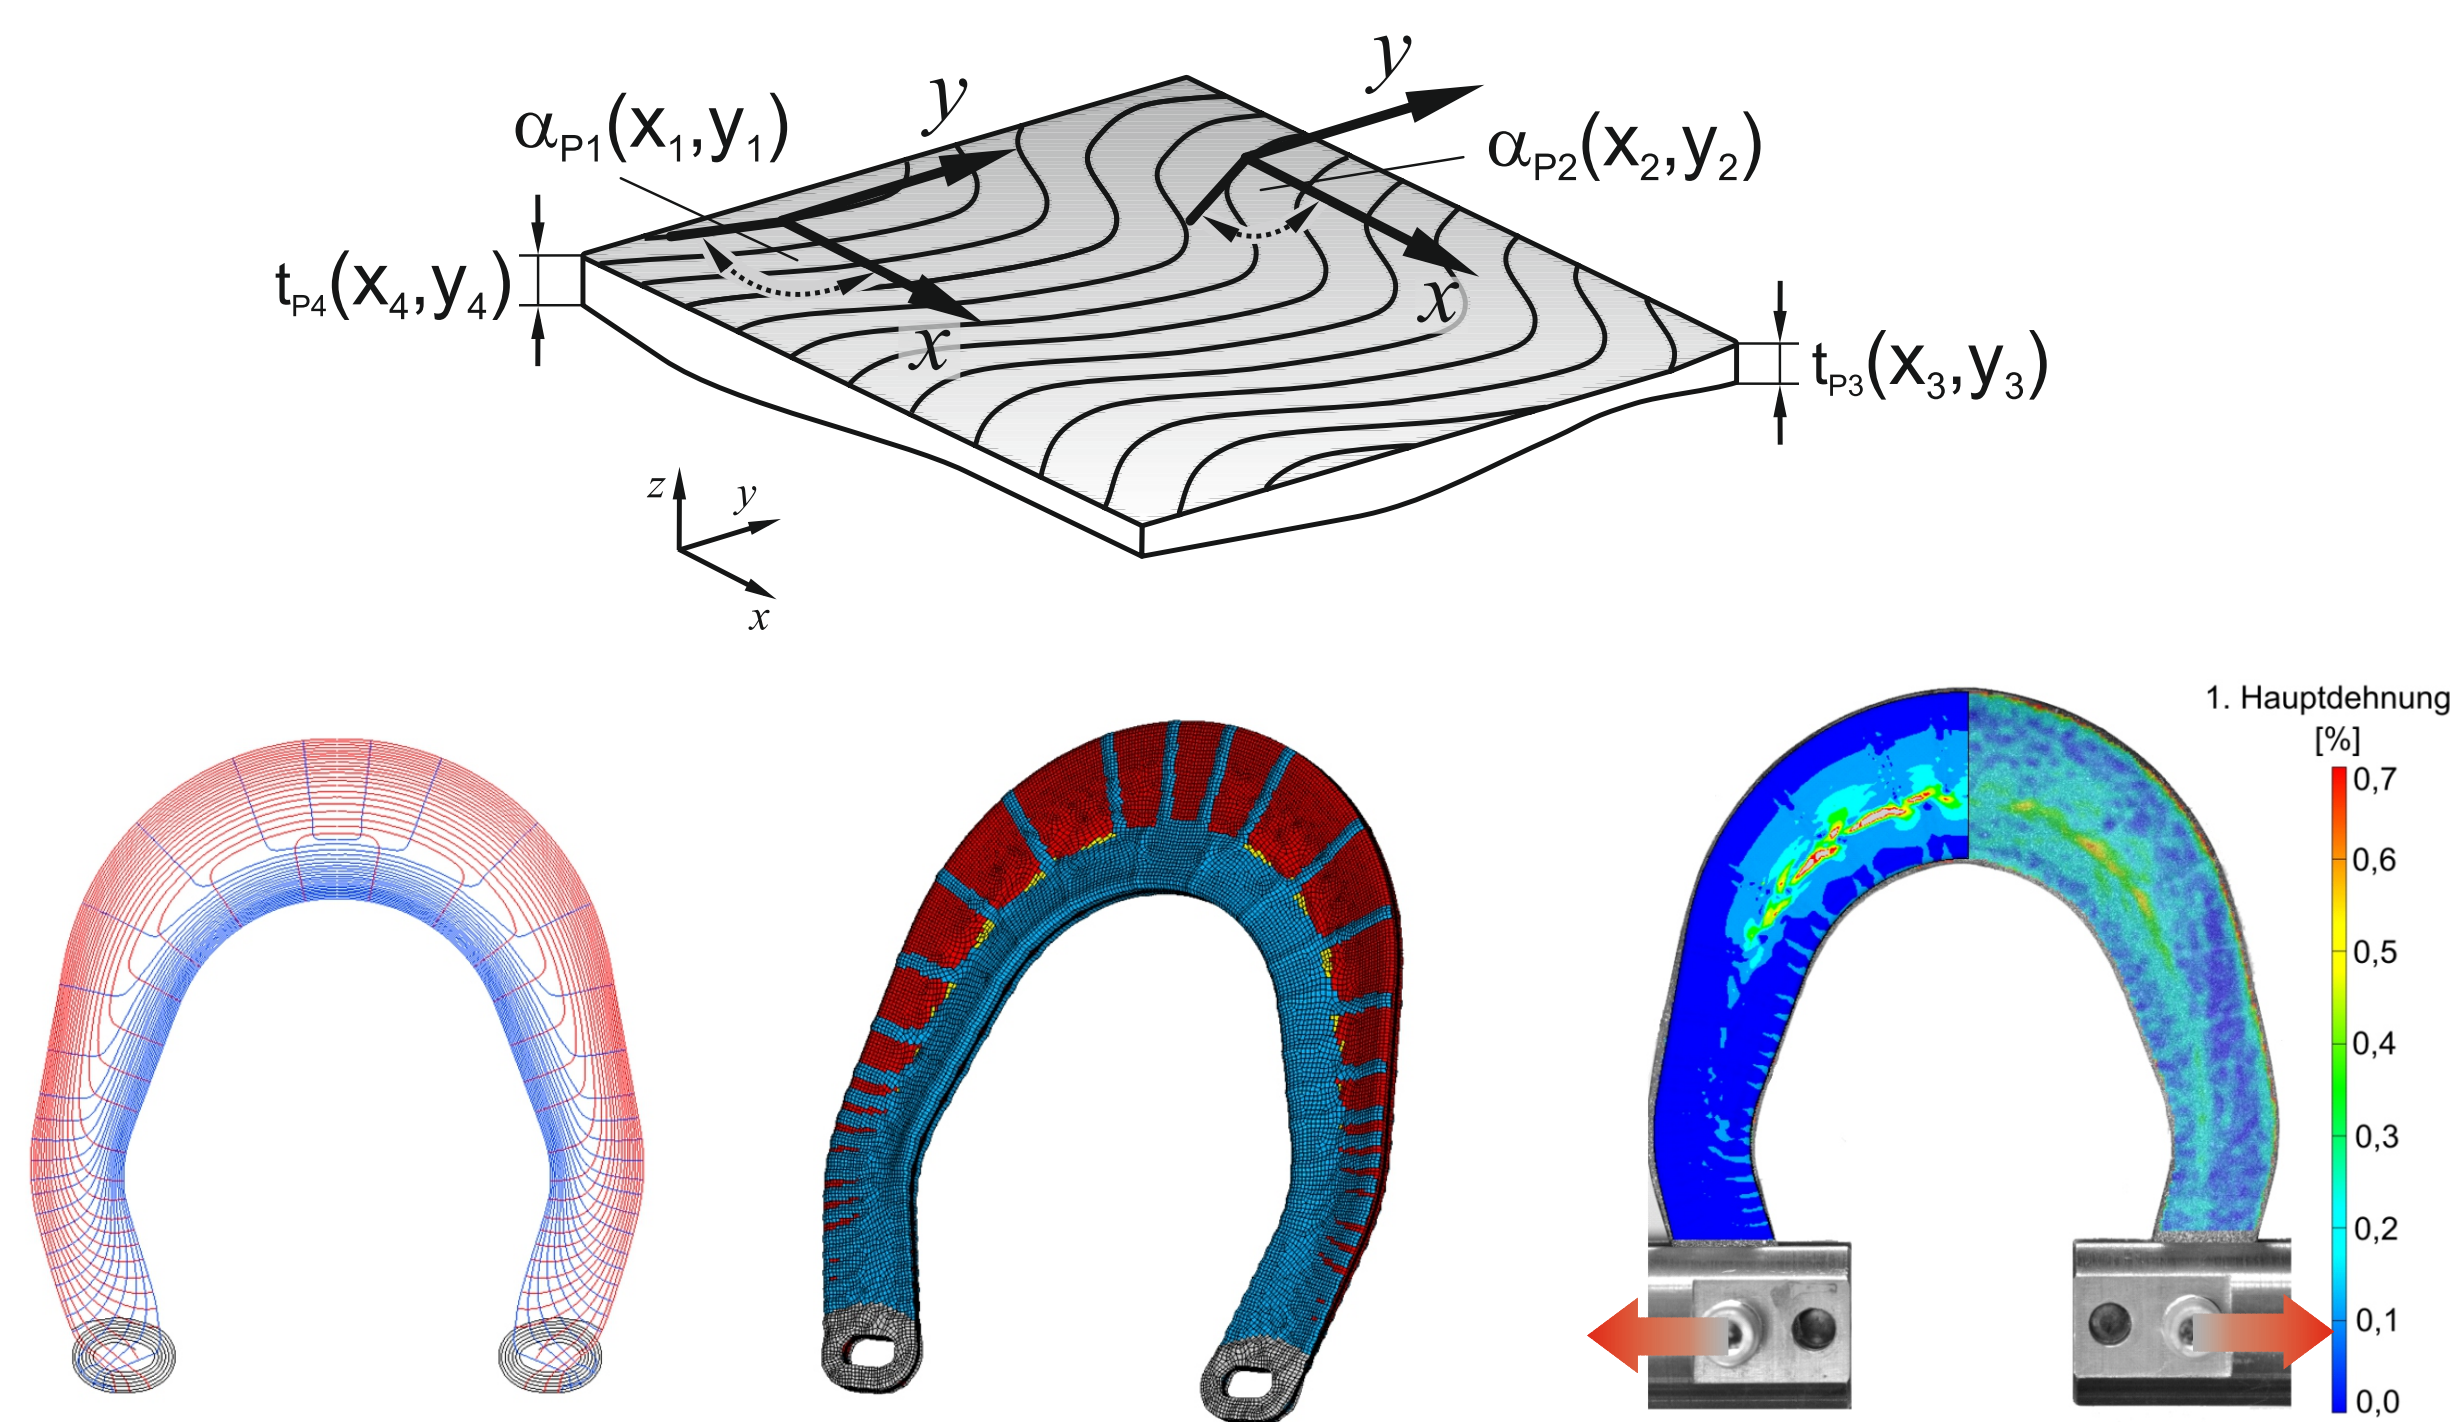 y
y
αP1(x1,y1)
αP2(x2,y2)
tP4(x4,y4)
x
x
tP3(x3,y3)
z
y
x
1. Hauptdehnung
[%]
0,7
0,6
0,5
0,4
0,3
0,2
0,1
0,0